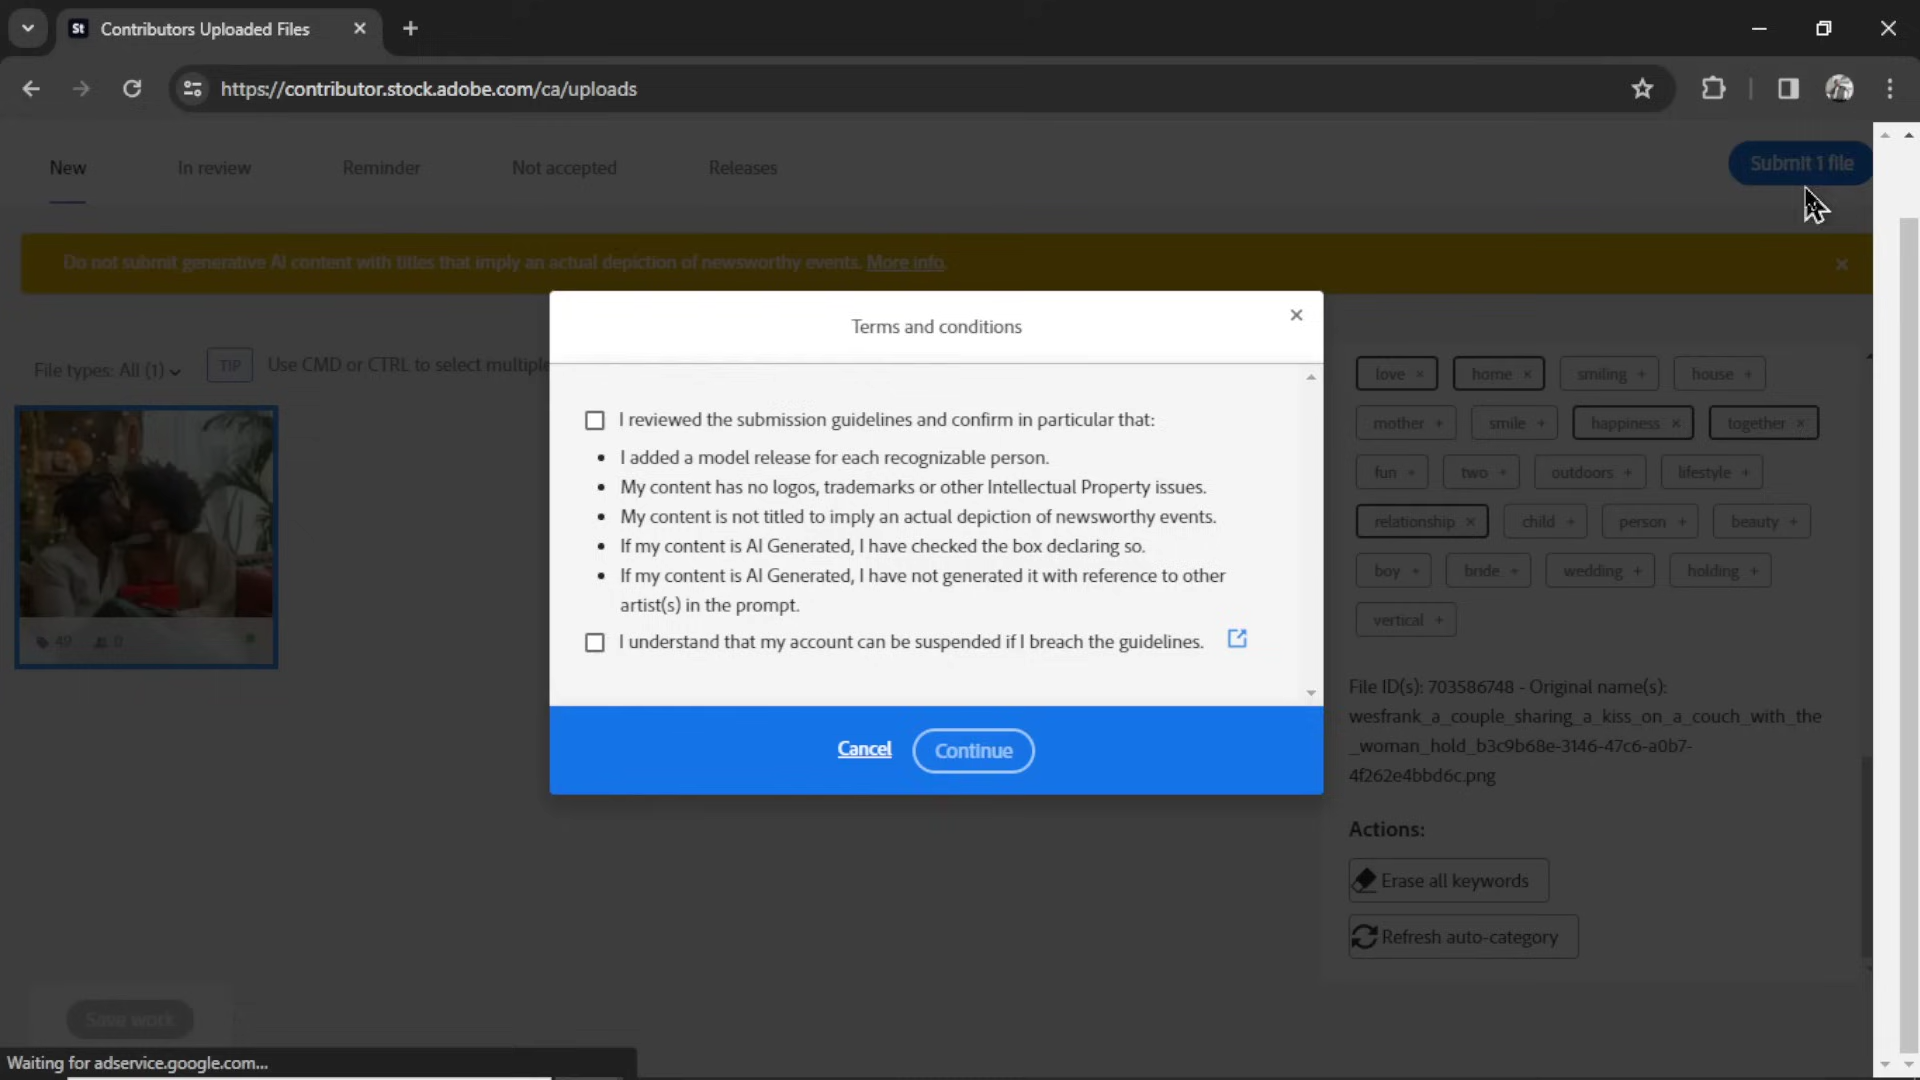 St Contributors Uploaded Files
https://contributor.stock.adobe.com/ca/uploads
New In review Reminder Not accepted Releases Submit 1 file
Do not submit generative AI content with titles that imply an actual depiction of newsworthy events. More info.
File types: All (1) TIP Use CMD or CTRL to select multiple
Terms and conditions
I reviewed the submission guidelines and confirm in particular that:
• I added a model release for each recognizable person.
• My content has no logos, trademarks or other Intellectual Property issues.
• My content is not titled to imply an actual depiction of newsworthy events.
• If my content is AI Generated, I have checked the box declaring so.
• If my content is AI Generated, I have not generated it with reference to other
artist(s) in the prompt.
I understand that my account can be suspended if I breach the guidelines.
Cancel Continue
49 0
love × home × smiling + house +
mother + smile + happiness × together ×
fun + two + outdoors + lifestyle +
relationship × child + person + beauty +
boy + bride + wedding + holding +
vertical +
File ID(s): 703586748 - Original name(s):
wesfrank_a_couple_sharing_a_kiss_on_a_couch_with_the
_woman_hold_b3c9b68e-3146-47c6-a0b7-
4f262e4bbd6c.png
Actions:
Erase all keywords
Refresh auto-category
Save work
Waiting for adservice.google.com...